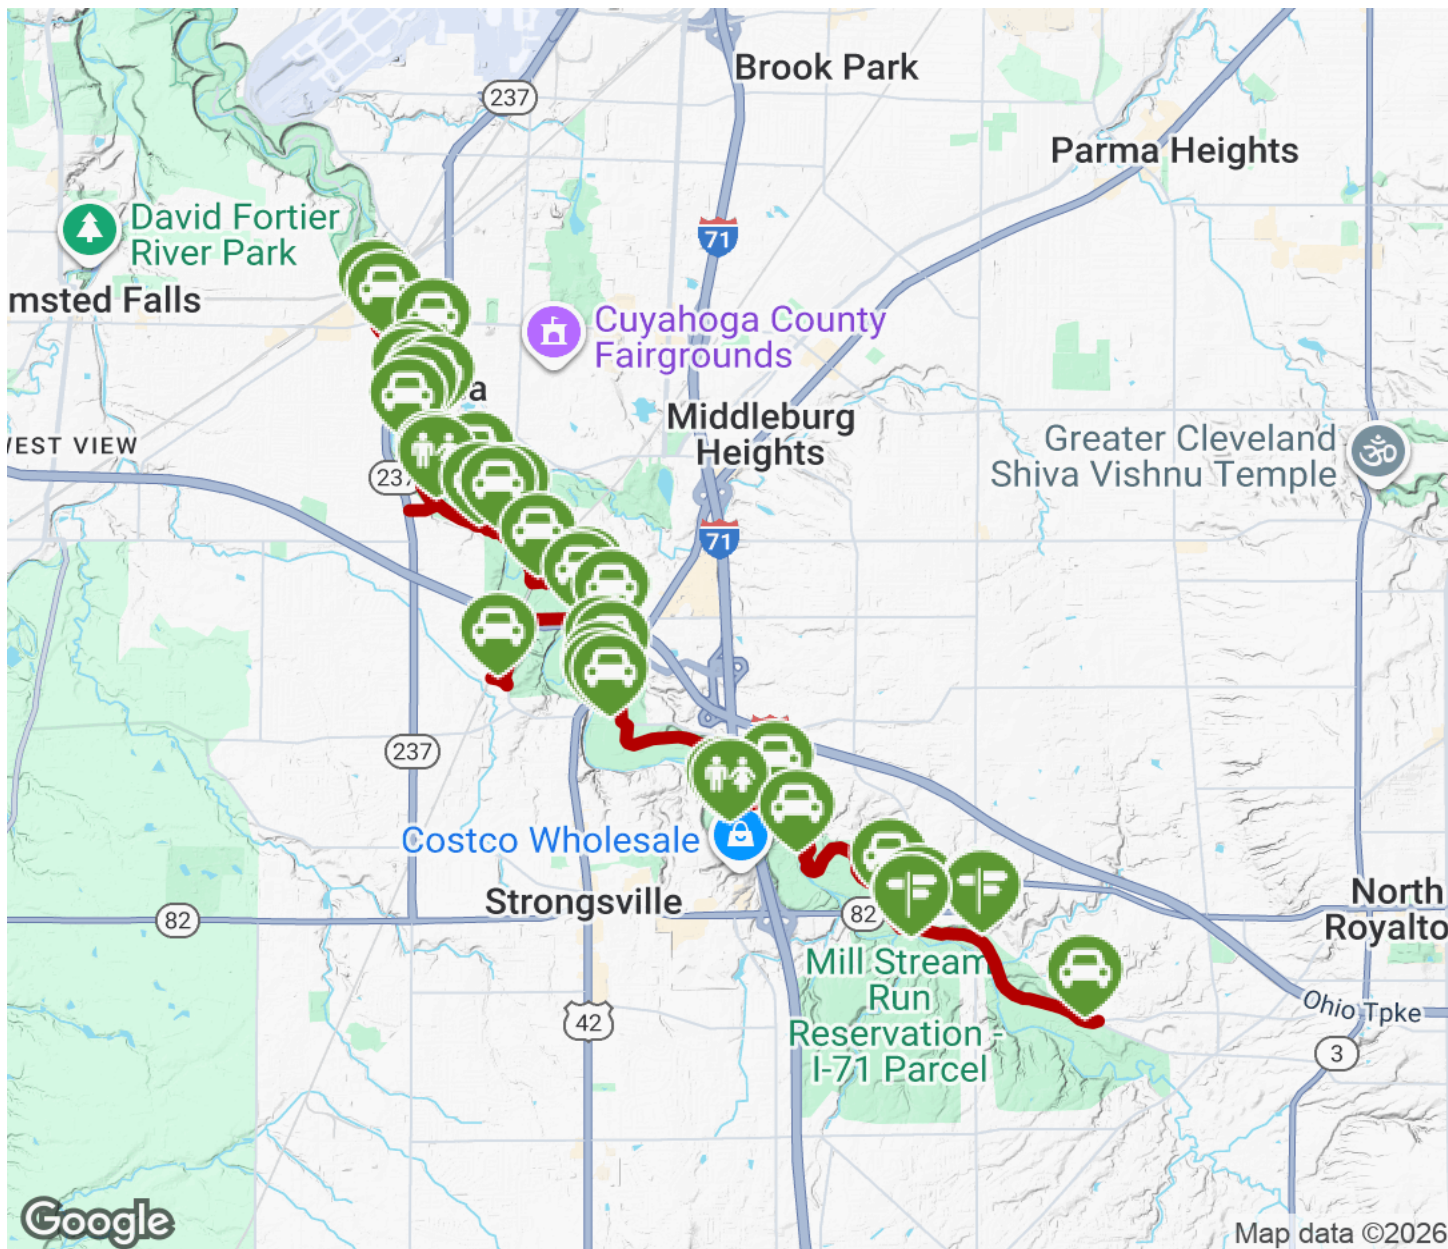 Brook Park
237
Parma Heights
David Fortier
River Park
71
msted Falls
Cuyahoga County
Fairgrounds
a
Middleburg
Heights
WEST VIEW
Greater Cleveland
Shiva Vishnu Temple
237
71
237
Costco Wholesale
Strongsville
82
82
North
Royalto
Mill Stream
Run
Reservation -
I-71 Parcel
42
Ohio Tpke
3
Google
Map data ©2026